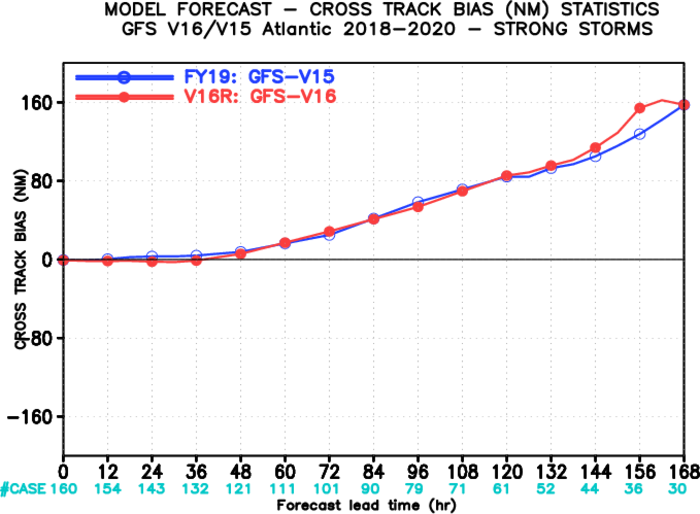 MODEL FORECAST – CROSS TRACK BIAS (NM) STATISTICS
GFS V16/V15 Atlantic 2018–2020 – STRONG STORMS
FY19: GFS–V15
V16R: GFS–V16
CROSS TRACK BIAS (NM)
160
80
0
–80
–160
0 12 24 36 48 60 72 84 96 108 120 132 144 156 168
#CASE 160 154 143 132 121 111 101 90 79 71 61 52 44 36 30
Forecast lead time (hr)